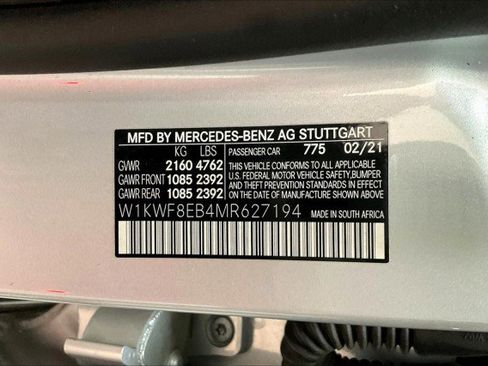 MFD BY MERCEDES-BENZ AG STUTTGART
KG LBS PASSENGER CAR 775 02/21
GVWR 2160 4762 THIS VEHICLE CONFORMS TO ALL APPLICABLE
U.S. FEDERAL MOTOR VEHICLE SAFETY, BUMPER
GAWR FRONT 1085 2392 AND THEFT PREVENTION STANDARDS IN EFFECT
GAWR REAR 1085 2392 ON THE DATE OF MANUFACTURE SHOWN ABOVE.
W1KWF8EB4MR627194 MADE IN SOUTH AFRICA